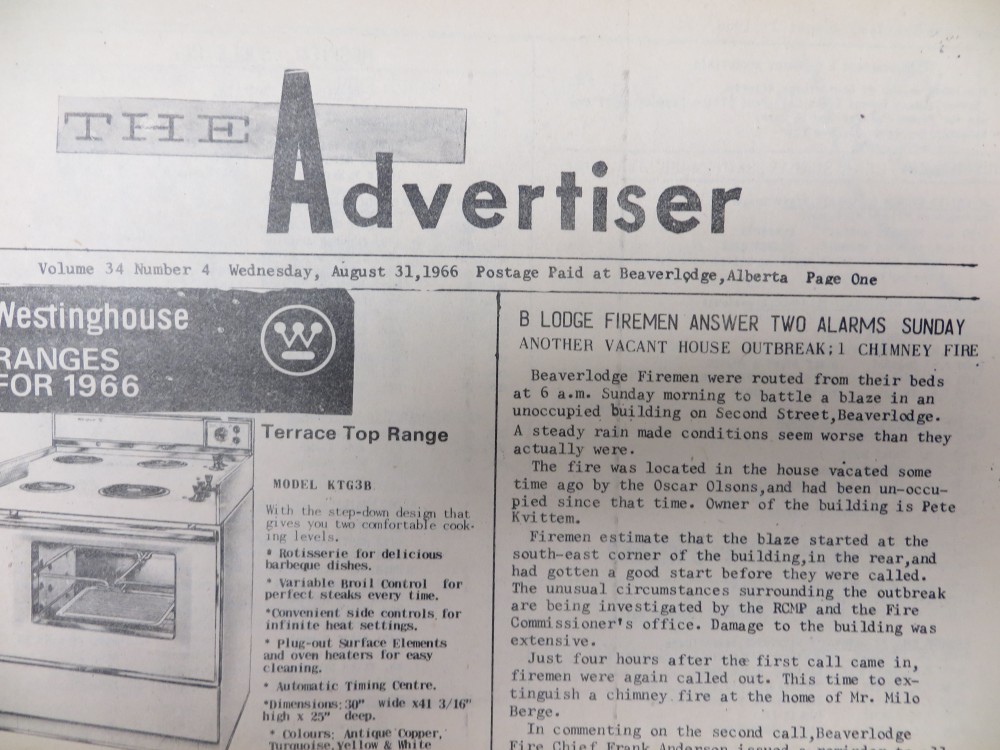 THE
Advertiser
Volume 34 Number 4 Wednesday, August 31,1966 Postage Paid at Beaverlodge,Alberta Page One
Westinghouse
RANGES
FOR 1966
Terrace Top Range
MODEL KTG3B
With the step-down design that
gives you two comfortable cook-
ing levels.
* Rotisserie for delicious
barbeque dishes.
* Variable Broil Control for
perfect steaks every time.
*Convenient side controls for
infinite heat settings.
* Plug-out Surface Elements
and oven heaters for easy
cleaning.
* Automatic Timing Centre.
*Dimensions: 30" wide x41 3/16"
high x 25" deep.
* Colours: Antique Copper,
Turquoise, Yellow & White
B LODGE FIREMEN ANSWER TWO ALARMS SUNDAY
ANOTHER VACANT HOUSE OUTBREAK; 1 CHIMNEY FIRE
Beaverlodge Firemen were routed from their beds
at 6 a.m. Sunday morning to battle a blaze in an
unoccupied building on Second Street,Beaverlodge.
A steady rain made conditions seem worse than they
actually were.
The fire was located in the house vacated some
time ago by the Oscar Olsons,and had been un-occu-
pied since that time. Owner of the building is Pete
Kvittem.
Firemen estimate that the blaze started at the
south-east corner of the building,in the rear,and
had gotten a good start before they were called.
The unusual circumstances surrounding the outbreak
are being investigated by the RCMP and the Fire
Commissioner's office. Damage to the building was
extensive.
Just four hours after the first call came in,
firemen were again called out. This time to ex-
tinguish a chimney fire at the home of Mr. Milo
Berge.
In commenting on the second call,Beaverlodge
Fire Chief Frank Anderson issued a reminder